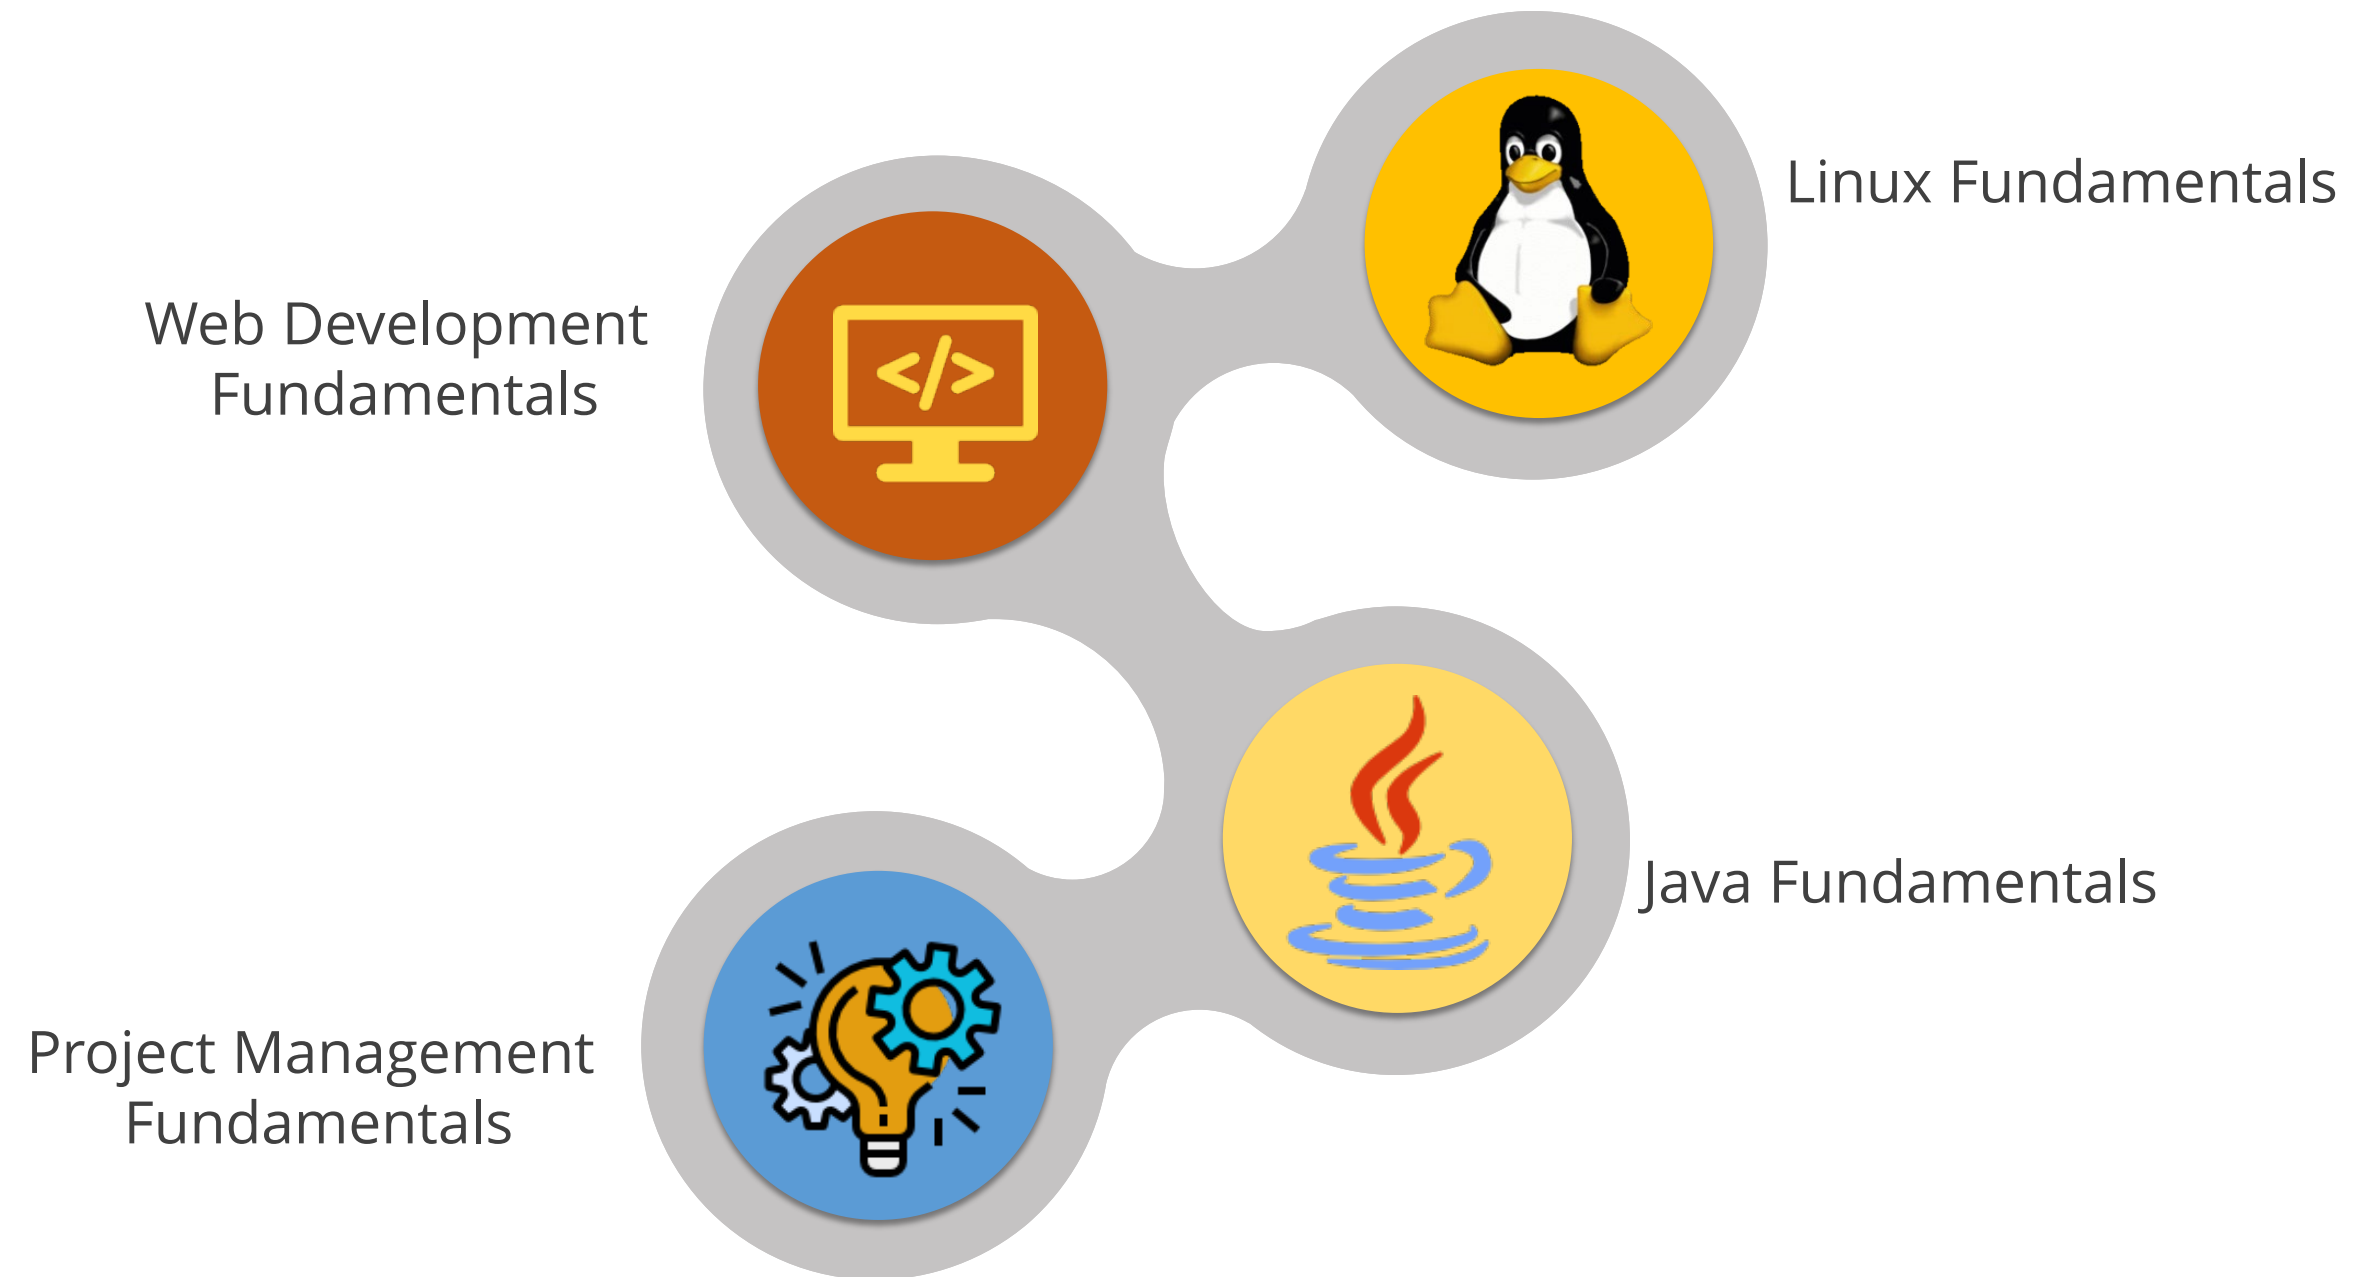 Linux Fundamentals
Web Development
Fundamentals
</>
Java Fundamentals
Project Management
Fundamentals